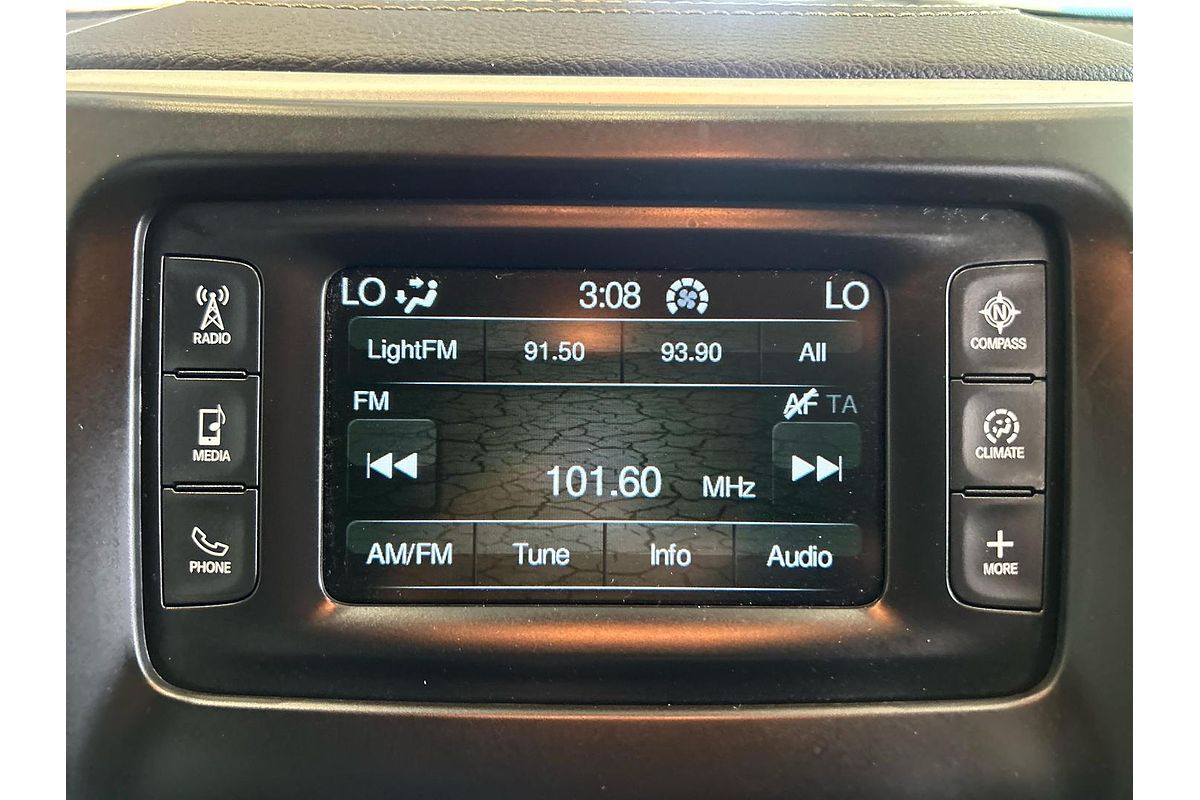 LO 3:08 LO
LightFM 91.50 93.90 All
FM AF TA
101.60 MHz
AM/FM Tune Info Audio
RADIO
MEDIA
PHONE
N
COMPASS
CLIMATE
MORE